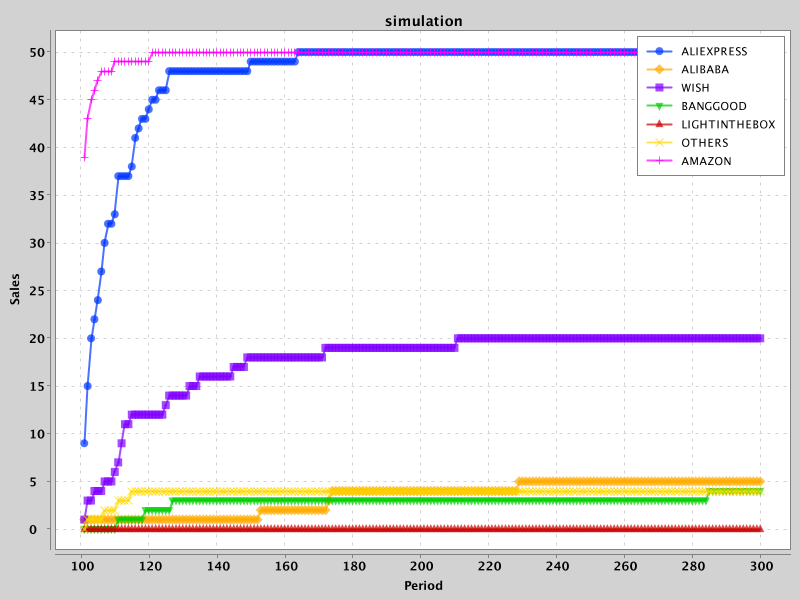 simulation
50
45
40
35
30
25
20
15
10
5
0
Sales
ALIEXPRESS
ALIBABA
WISH
BANGGOOD
LIGHTINTHEBOX
OTHERS
AMAZON
100 120 140 160 180 200 220 240 260 280 300
Period